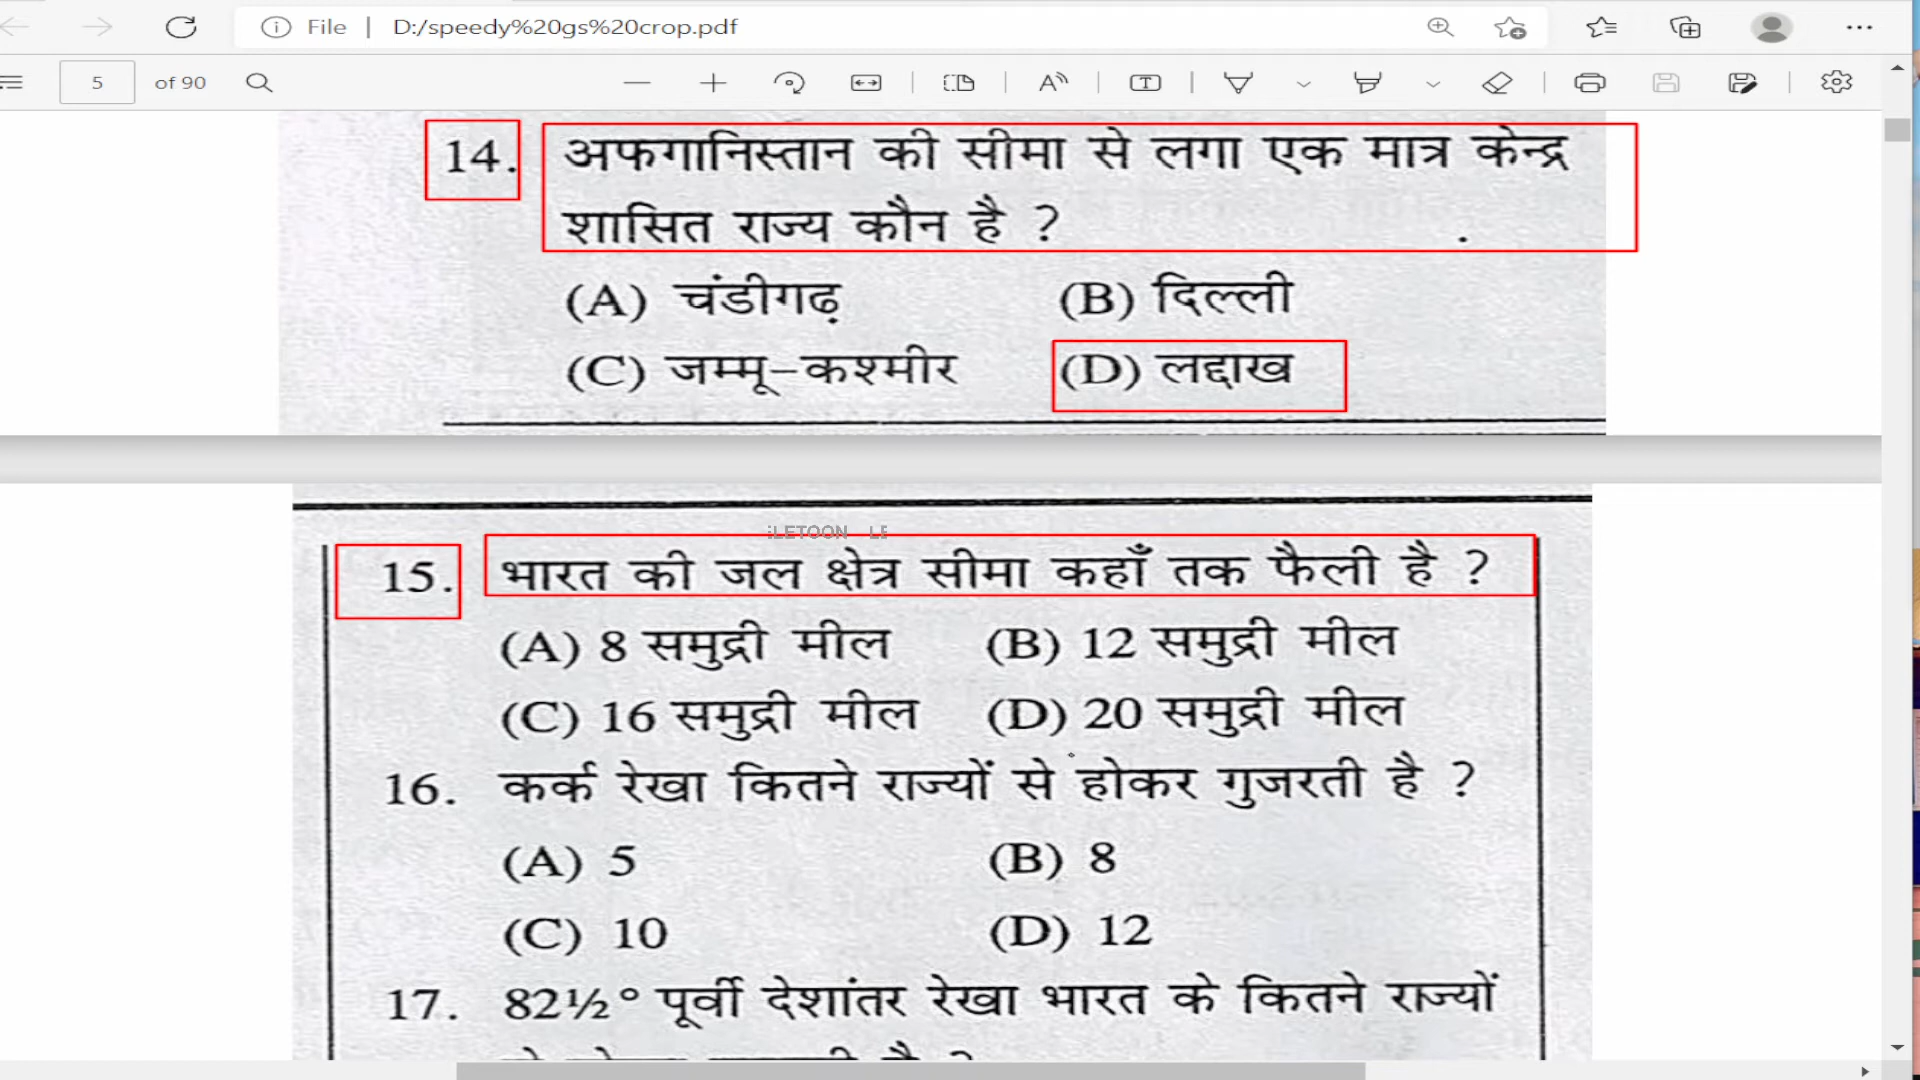 File | D:/speedy%20gs%20crop.pdf
5 of 90
14. अफगानिस्तान की सीमा से लगा एक मात्र केन्द्र
शासित राज्य कौन है ?
(A) चंडीगढ़ (B) दिल्ली
(C) जम्मू-कश्मीर (D) लद्दाख
15. भारत की जल क्षेत्र सीमा कहाँ तक फैली है ?
(A) 8 समुद्री मील (B) 12 समुद्री मील
(C) 16 समुद्री मील (D) 20 समुद्री मील
16. कर्क रेखा कितने राज्यों से होकर गुजरती है ?
(A) 5 (B) 8
(C) 10 (D) 12
17. 82½° पूर्वी देशांतर रेखा भारत के कितने राज्यों